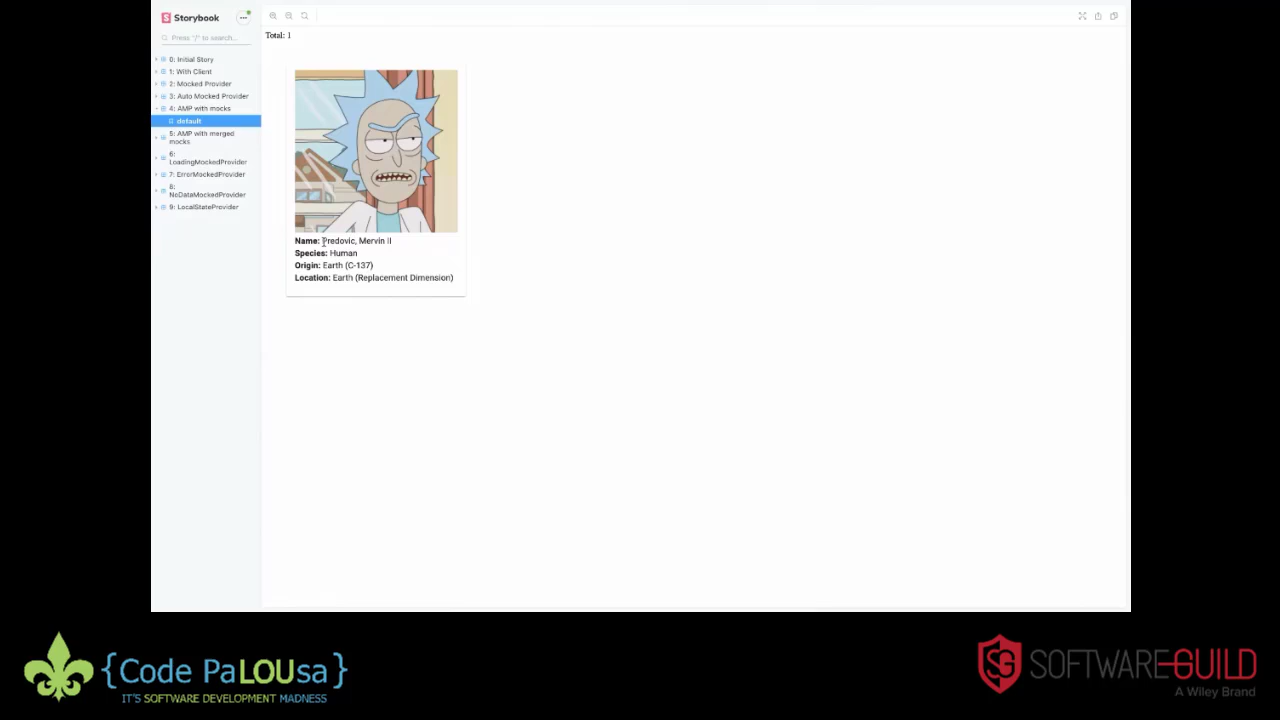 Storybook
Press "/" to search...
0: Initial Story
1: With Client
2: Mocked Provider
3: Auto Mocked Provider
4: AMP with mocks
default
5: AMP with merged
mocks
6:
LoadingMockedProvider
7: ErrorMockedProvider
8:
NoDataMockedProvider
9: LocalStateProvider
Total: 1
Name: Predovic, Mervin II
Species: Human
Origin: Earth (C-137)
Location: Earth (Replacement Dimension)
{Code PaLOUsa}
IT'S SOFTWARE DEVELOPMENT MADNESS
SG SOFTWARE GUILD
A Wiley Brand